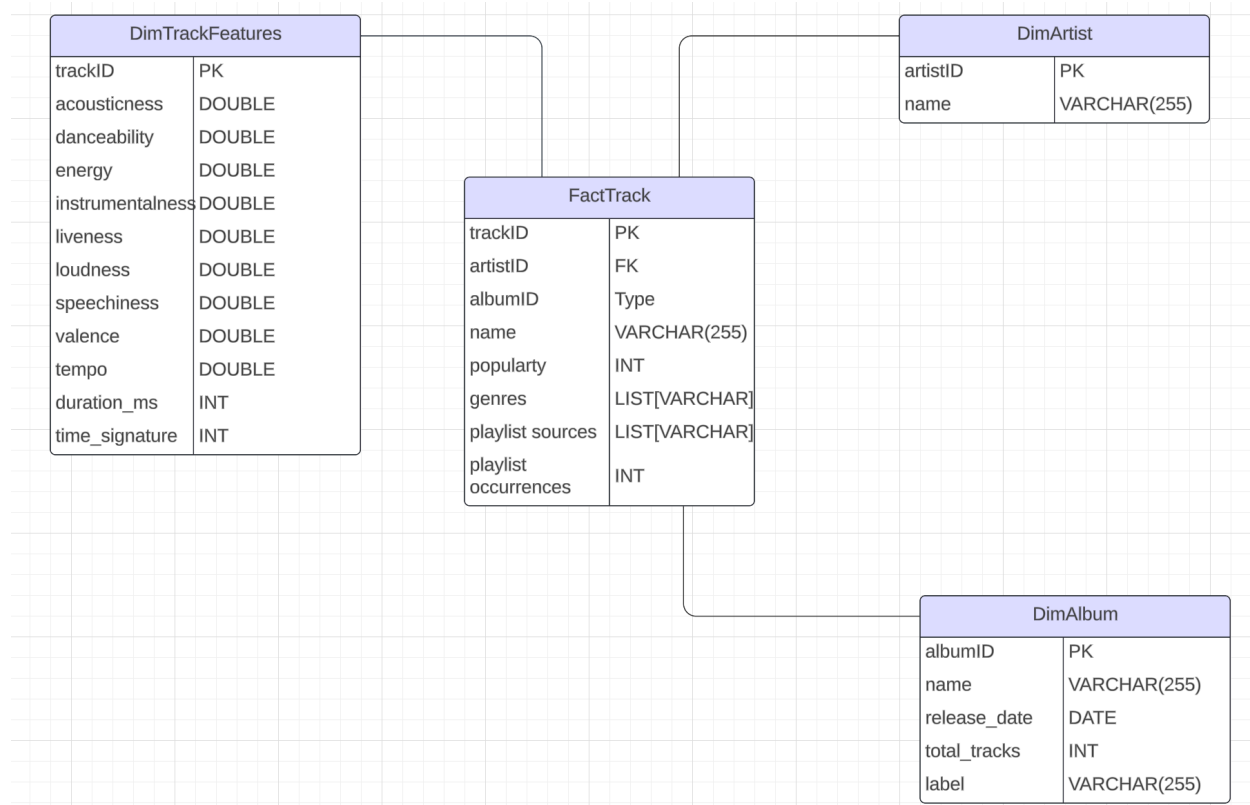 DimTrackFeatures
trackID PK
acousticness DOUBLE
danceability DOUBLE
energy DOUBLE
instrumentalness DOUBLE
liveness DOUBLE
loudness DOUBLE
speechiness DOUBLE
valence DOUBLE
tempo DOUBLE
duration_ms INT
time_signature INT
DimArtist
artistID PK
name VARCHAR(255)
FactTrack
trackID PK
artistID FK
albumID Type
name VARCHAR(255)
popularty INT
genres LIST[VARCHAR]
playlist sources LIST[VARCHAR]
playlist
occurrences INT
DimAlbum
albumID PK
name VARCHAR(255)
release_date DATE
total_tracks INT
label VARCHAR(255)